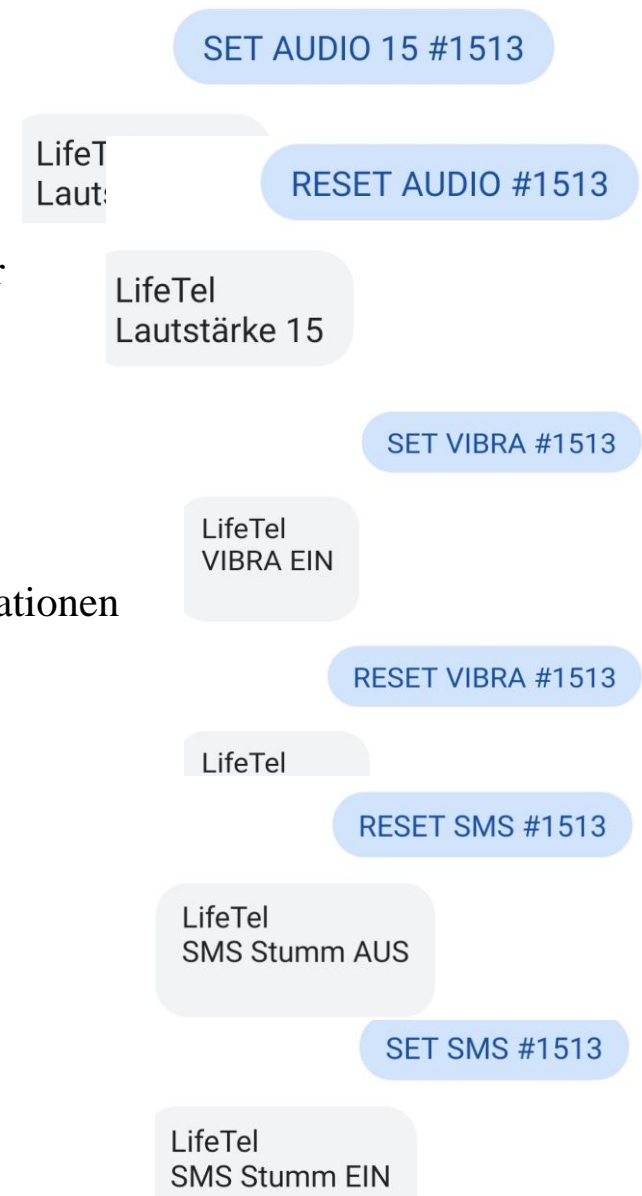 SET AUDIO 15 #1513
RESET AUDIO #1513
LifeTel
Lautstärke 15
SET VIBRA #1513
LifeTel
VIBRA EIN
RESET VIBRA #1513
LifeTel
RESET SMS #1513
LifeTel
SMS Stumm AUS
SET SMS #1513
LifeTel
SMS Stumm EIN